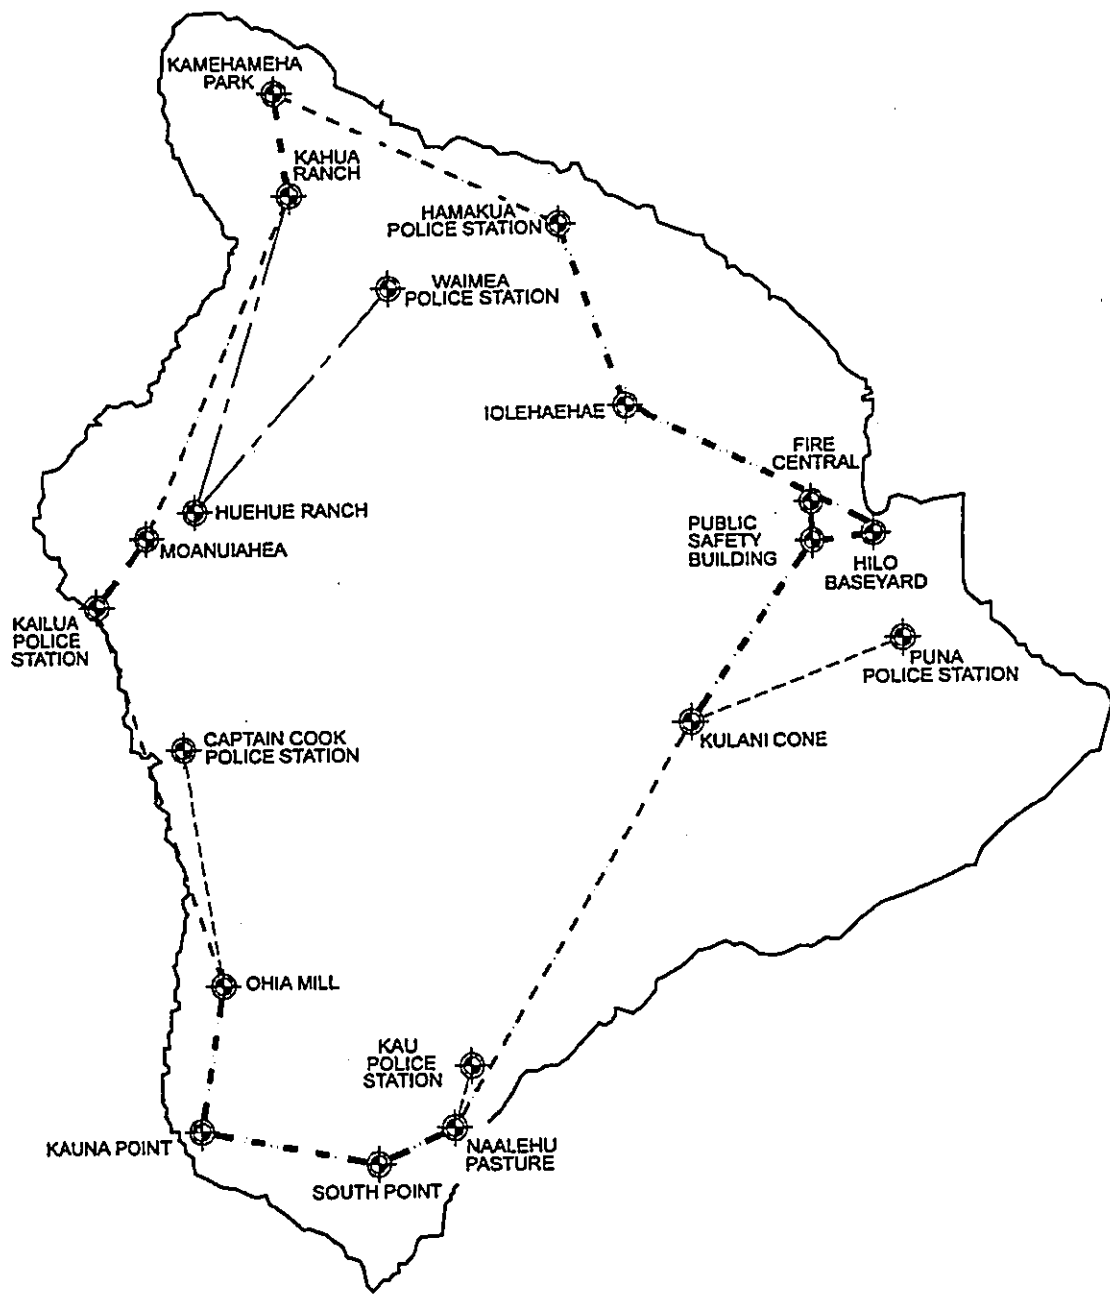 KAMEHAMEHA
PARK
KAHUA
RANCH
HAMAKUA
POLICE STATION
WAIMEA
POLICE STATION
IOLEHAEHAE
FIRE
CENTRAL
HUEHUE RANCH
PUBLIC
SAFETY
BUILDING
MOANUIAHEA
HILO
BASEYARD
KAILUA
POLICE
STATION
PUNA
POLICE STATION
CAPTAIN COOK
POLICE STATION
KULANI CONE
OHIA MILL
KAU
POLICE
STATION
KAUNA POINT
NAALEHU
PASTURE
SOUTH POINT